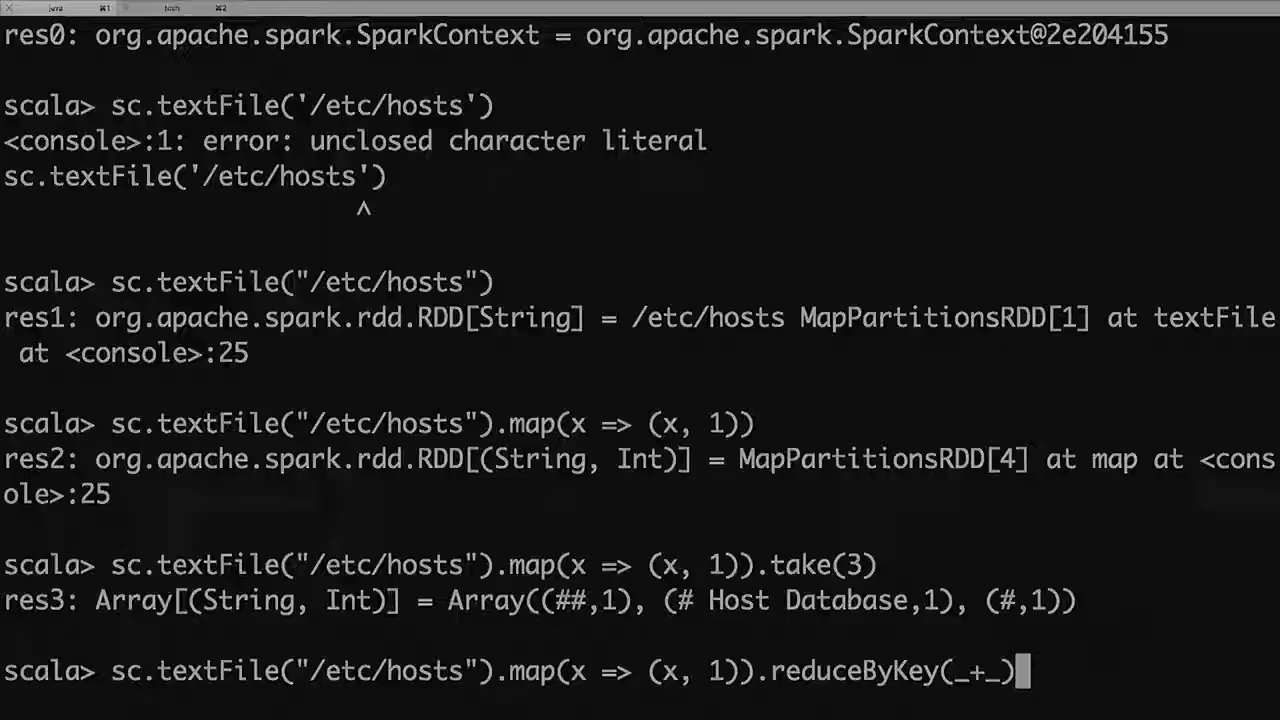 java ⌘1 bash ⌘2
res0: org.apache.spark.SparkContext = org.apache.spark.SparkContext@2e204155
scala> sc.textFile('/etc/hosts')
<console>:1: error: unclosed character literal
sc.textFile('/etc/hosts')
^
scala> sc.textFile("/etc/hosts")
res1: org.apache.spark.rdd.RDD[String] = /etc/hosts MapPartitionsRDD[1] at textFile
at <console>:25
scala> sc.textFile("/etc/hosts").map(x => (x, 1))
res2: org.apache.spark.rdd.RDD[(String, Int)] = MapPartitionsRDD[4] at map at <cons
ole>:25
scala> sc.textFile("/etc/hosts").map(x => (x, 1)).take(3)
res3: Array[(String, Int)] = Array((##,1), (# Host Database,1), (#,1))
scala> sc.textFile("/etc/hosts").map(x => (x, 1)).reduceByKey(_+_)